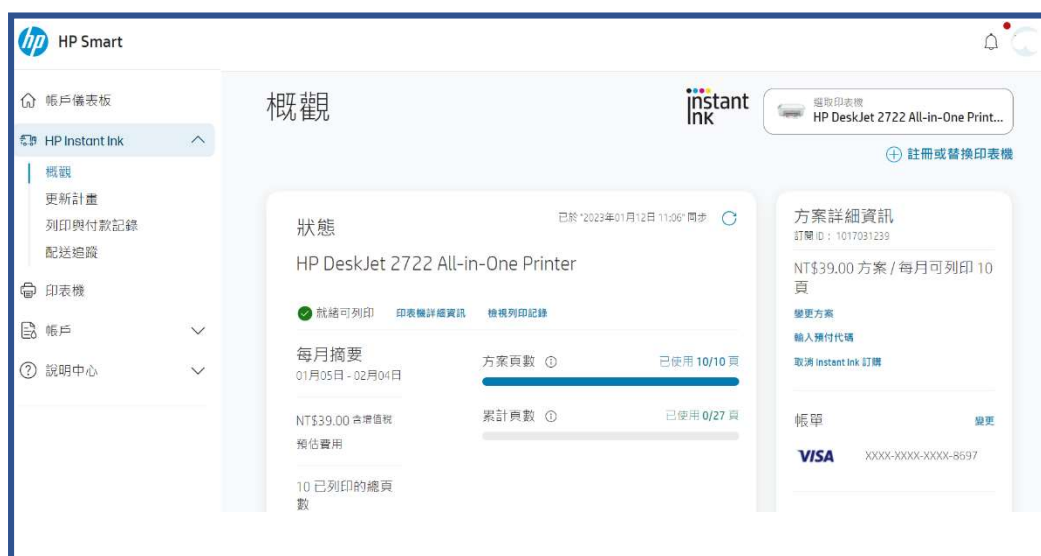 hp HP Smart
帳戶儀表板
HP Instant Ink
概觀
更新計畫
列印與付款記錄
配送追蹤
印表機
帳戶
說明中心
概觀
instant
ink
選取印表機
HP DeskJet 2722 All-in-One Print...
註冊或替換印表機
狀態
已於 "2023年01月12日 11:06" 同步
HP DeskJet 2722 All-in-One Printer
就緒可列印 印表機詳細資訊 檢視列印記錄
每月摘要
01月05日 - 02月04日
NT$39.00 含增值稅
預估費用
10 已列印的總頁
數
方案頁數
已使用 10/10 頁
累計頁數
已使用 0/27 頁
方案詳細資訊
訂閱 ID： 1017031239
NT$39.00 方案 / 每月可列印 10
頁
變更方案
輸入預付代碼
取消 Instant Ink 訂購
帳單 變更
VISA XXXX-XXXX-XXXX-8697